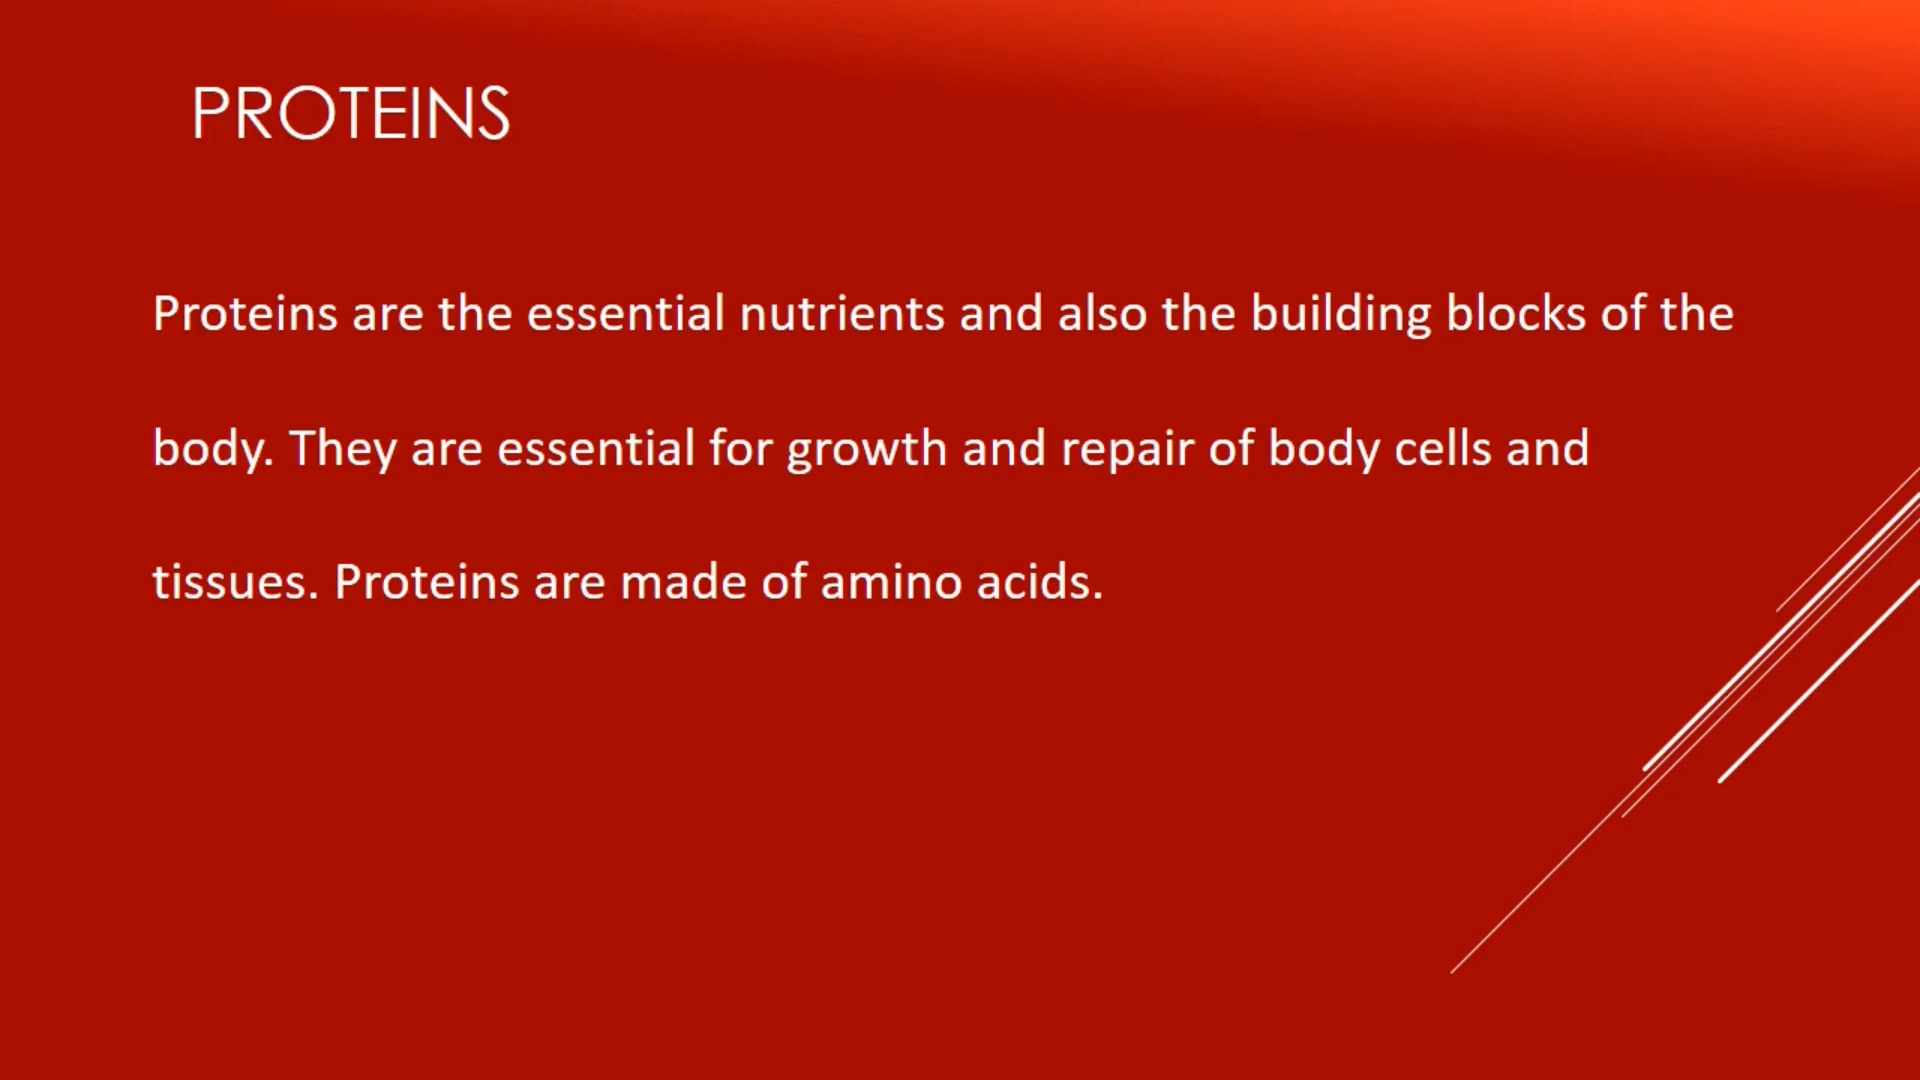 PROTEINS
Proteins are the essential nutrients and also the building blocks of the
body. They are essential for growth and repair of body cells and
tissues. Proteins are made of amino acids.